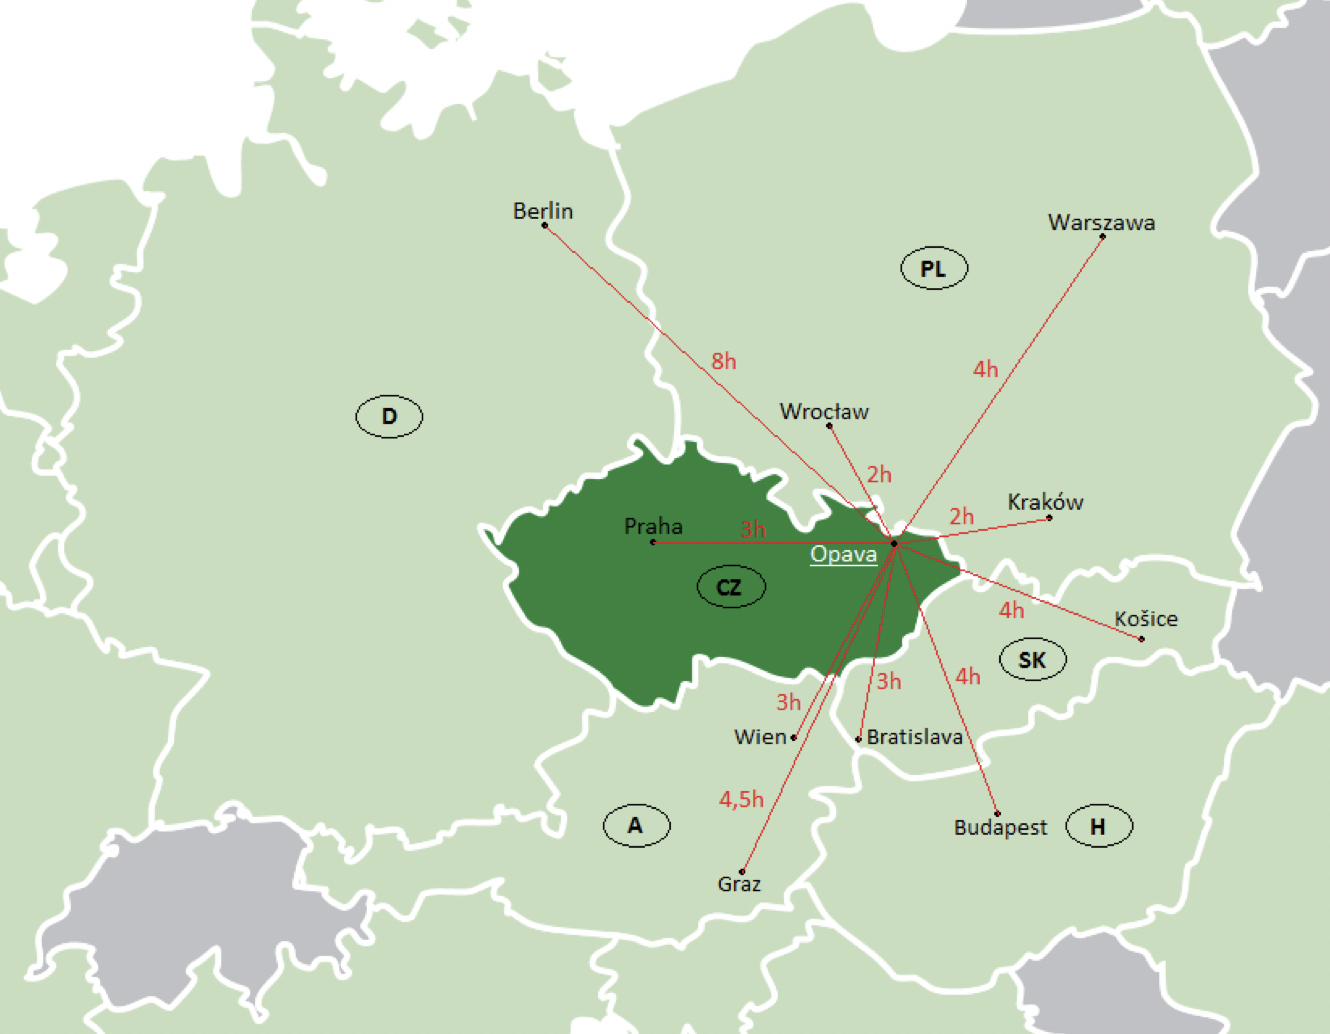 Berlin
Warszawa
PL
8h
4h
D
Wrocław
2h
Kraków
2h
Praha
3h
Opava
CZ
4h
Košice
SK
3h
3h
4h
Wien
Bratislava
4,5h
A
Budapest
H
Graz